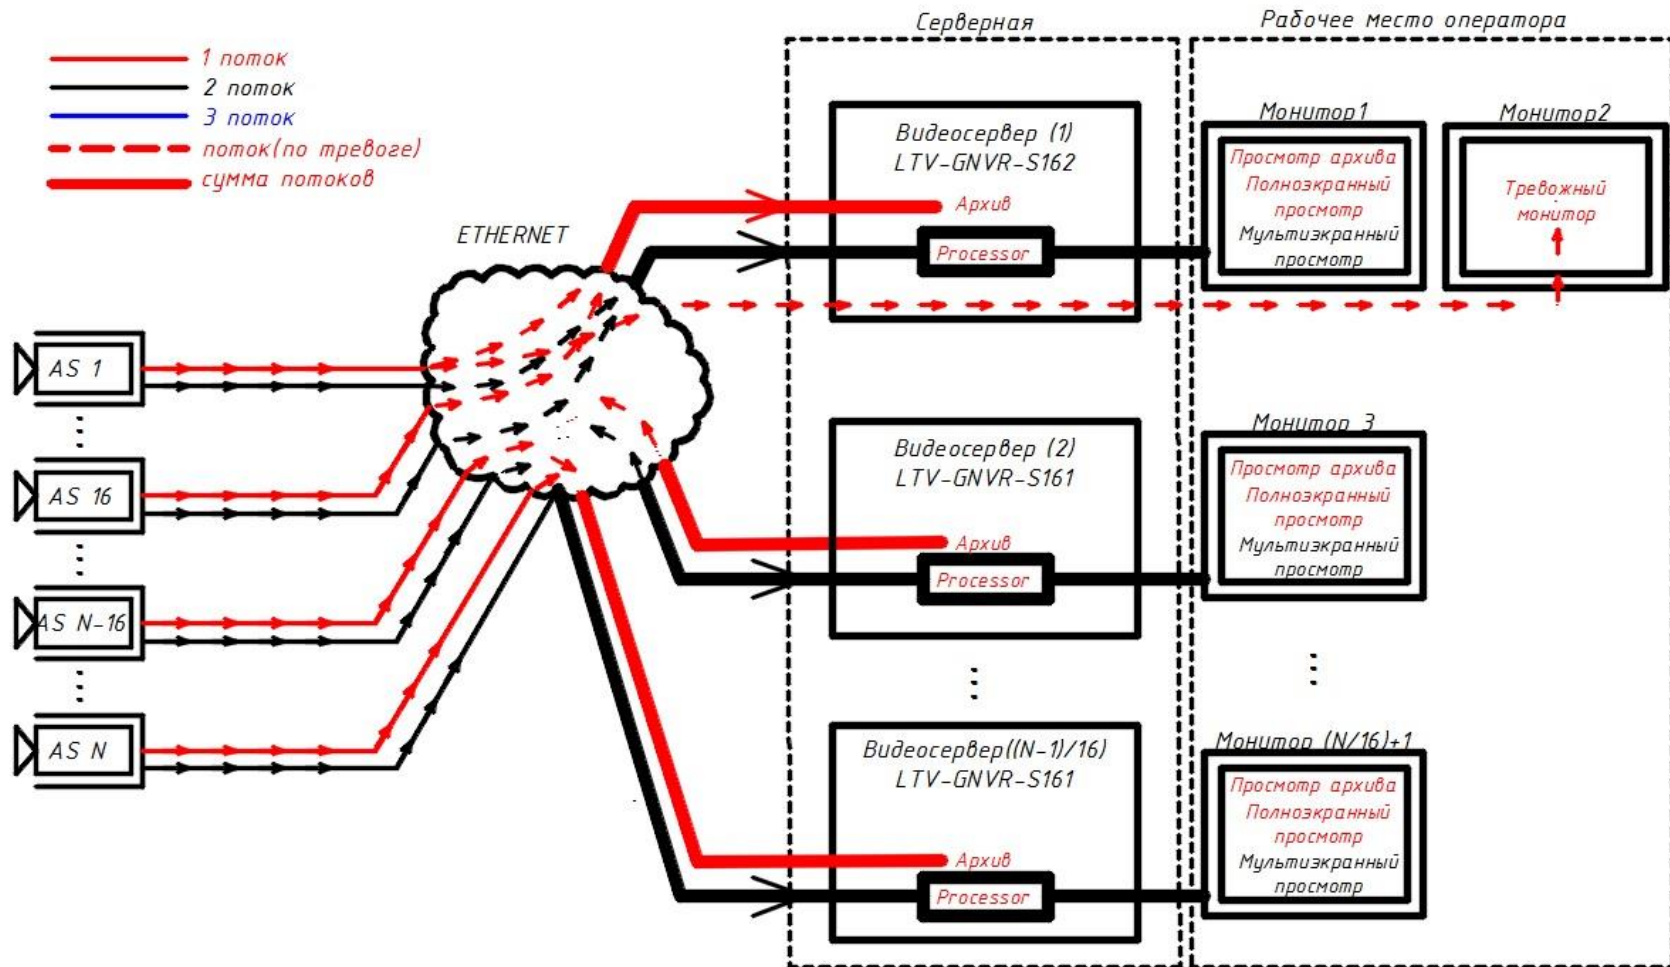 Серверная
Рабочее место оператора
1 поток
2 поток
3 поток
поток(по тревоге)
сумма потоков
ETHERNET
AS 1
AS 16
AS N-16
AS N
Видеосервер (1)
LTV-GNVR-S162
Архив
Processor
Монитор1
Просмотр архива
Полноэкранный
просмотр
Мультиэкранный
просмотр
Монитор2
Тревожный
монитор
Видеосервер (2)
LTV-GNVR-S161
Архив
Processor
Монитор 3
Просмотр архива
Полноэкранный
просмотр
Мультиэкранный
просмотр
Видеосервер((N-1)/16)
LTV-GNVR-S161
Архив
Processor
Монитор (N/16)+1
Просмотр архива
Полноэкранный
просмотр
Мультиэкранный
просмотр